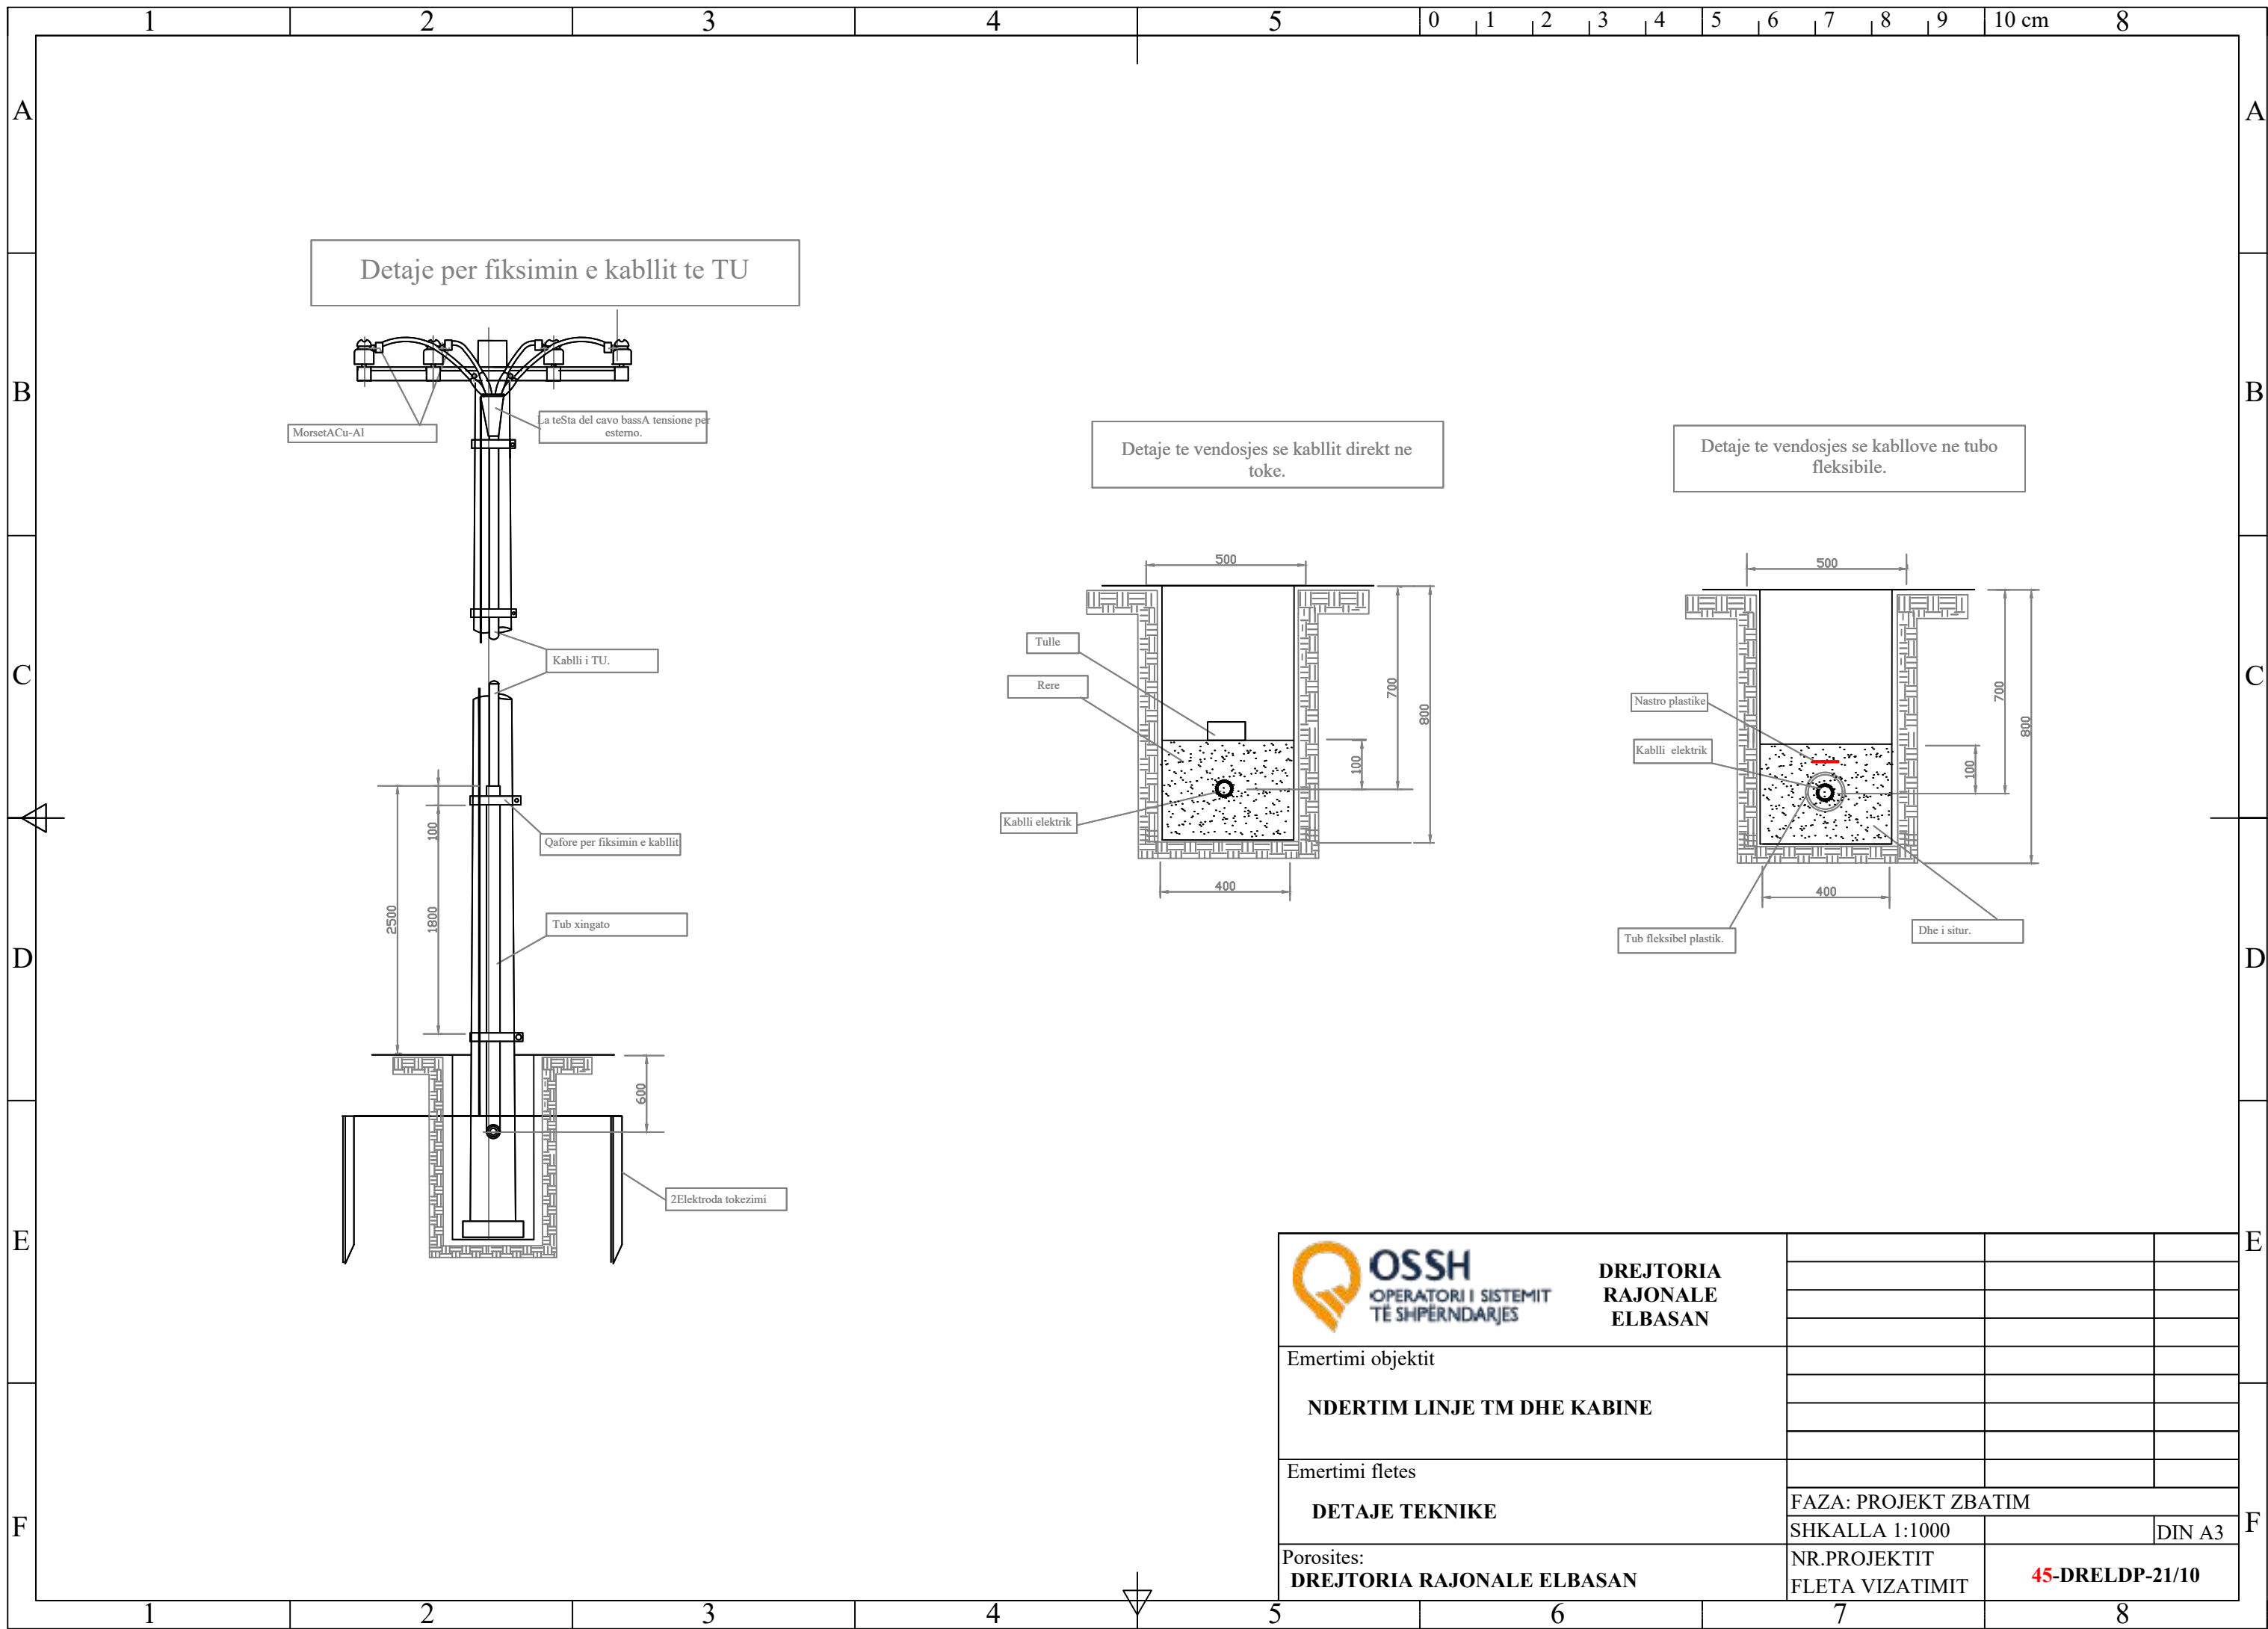 1 2 3 4 5 0 1 2 3 4 5 6 7 8 9 10 cm 8
A A
Detaje per fiksimin e kabllit te TU
B B
MorsetACu-Al
La teSta del cavo bassA tensione per
esterno.
Kablli i TU.
100
Qafore per fiksimin e kabllit
2500
1800
Tub xingato
600
2Elektroda tokezimi
Detaje te vendosjes se kabllit direkt ne
toke.
500
Tulle
Rere
700
800
100
Kablli elektrik
400
Detaje te vendosjes se kabllove ne tubo
fleksibile.
500
Nastro plastike
Kablli elektrik
700
800
100
400
Tub fleksibel plastik.
Dhe i situr.
C C
D D
E E
OSSH
OPERATORI I SISTEMIT
TË SHPËRNDARJES
DREJTORIA
RAJONALE
ELBASAN
Emertimi objektit
NDERTIM LINJE TM DHE KABINE
Emertimi fletes
DETAJE TEKNIKE
FAZA: PROJEKT ZBATIM
SHKALLA 1:1000
DIN A3
F F
Porosites:
DREJTORIA RAJONALE ELBASAN
NR.PROJEKTIT
FLETA VIZATIMIT
45-DRELDP-21/10
1 2 3 4 5 6 7 8